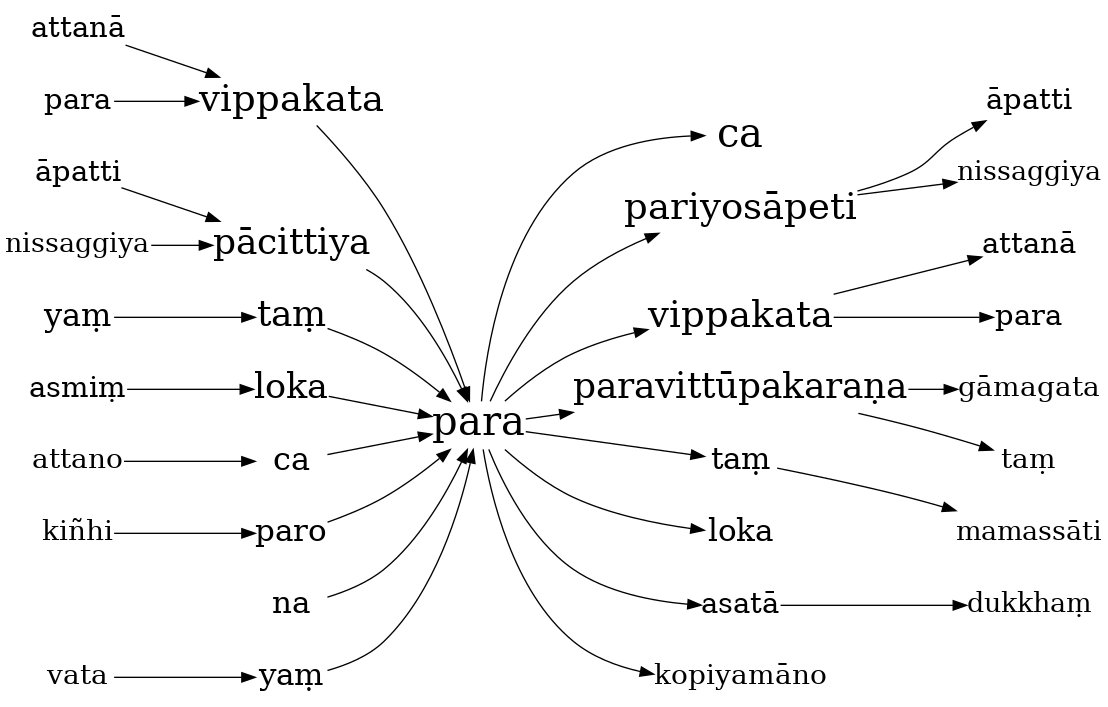 attanā
para
vippakata
āpatti
nissaggiya
pācittiya
yaṃ
taṃ
asmiṃ
loka
attano
ca
kiñhi
paro
na
vata
yaṃ
para
ca
pariyosāpeti
āpatti
nissaggiya
vippakata
attanā
para
paravittūpakaraṇa
gāmagata
taṃ
taṃ
mamassāti
loka
asatā
dukkhaṃ
kopiyamāno